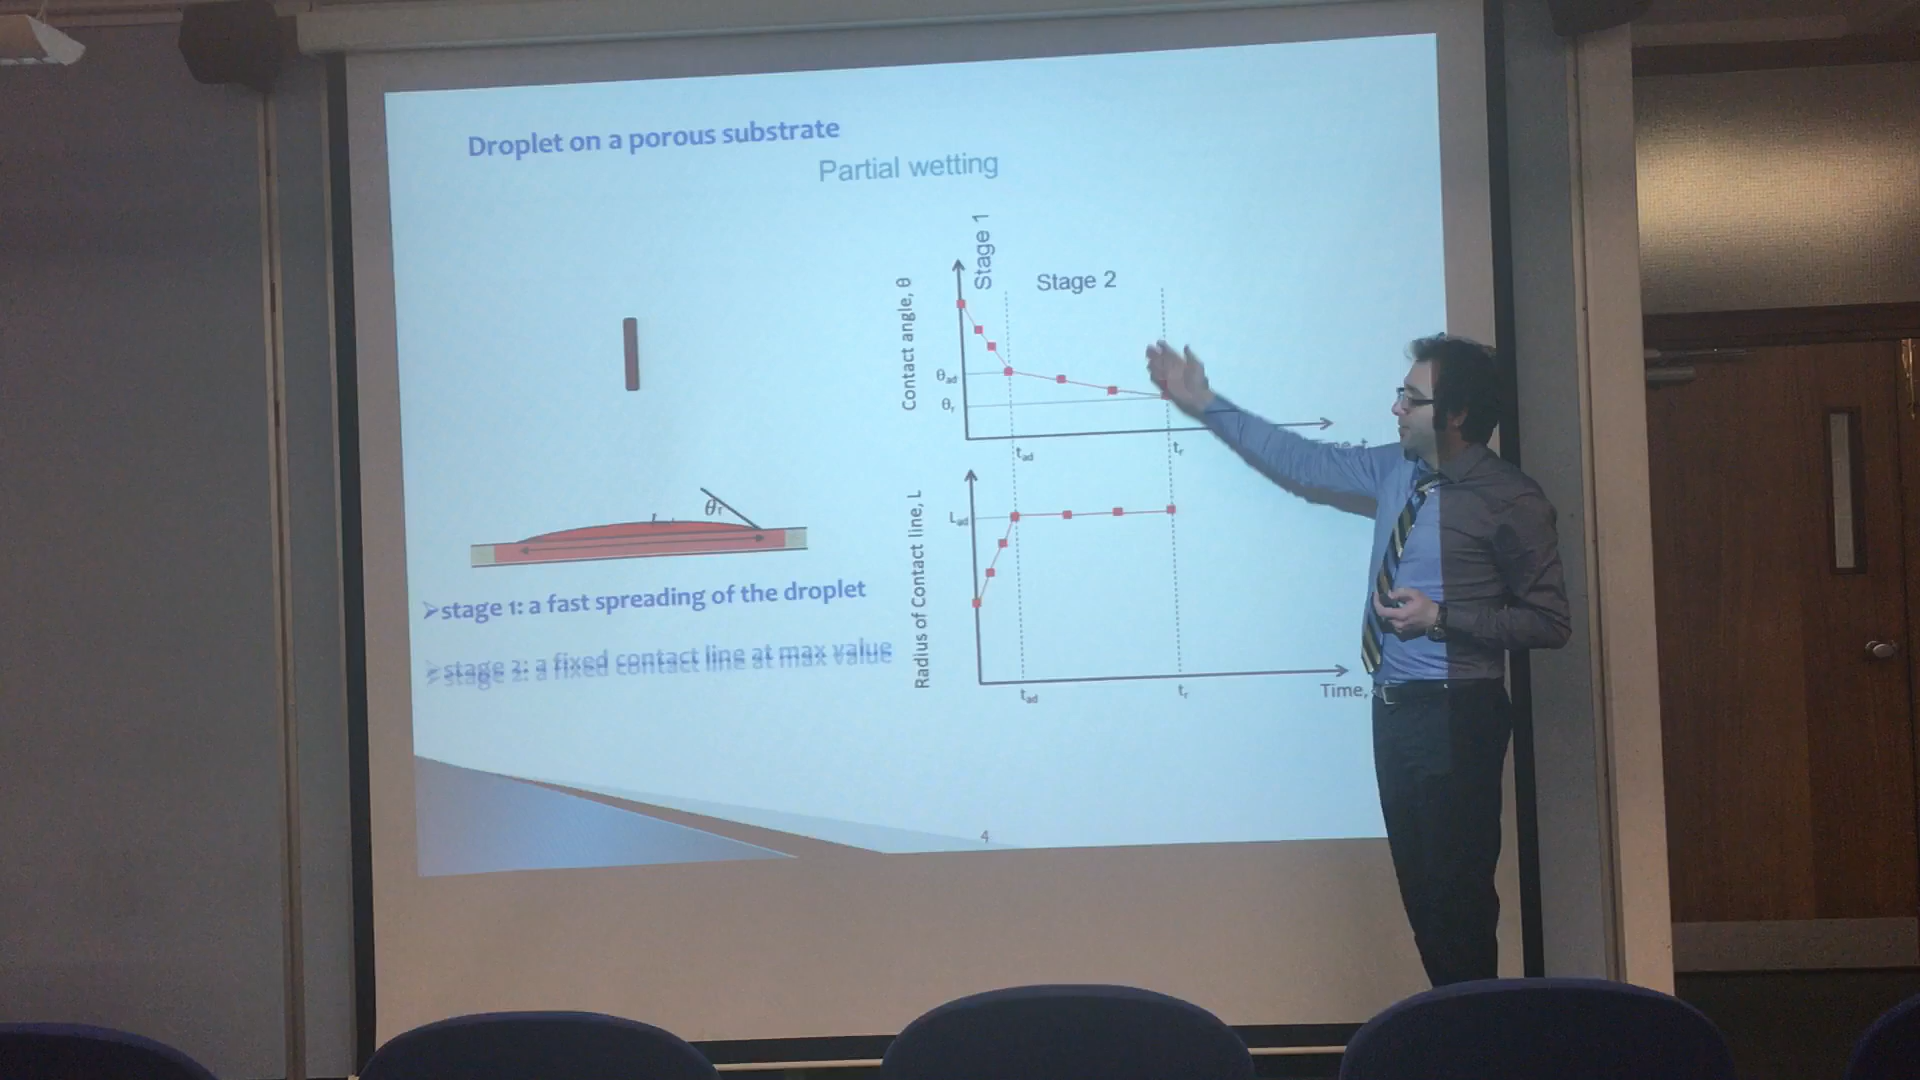 Droplet on a porous substrate
Partial wetting
Stage 1
Stage 2
Contact angle, θ
θad
θr
tad
tr
Radius of Contact line, L
Lad
tad
tr
Time,
θr
➢stage 1: a fast spreading of the droplet
➢stage 2: a fixed contact line at max value
4